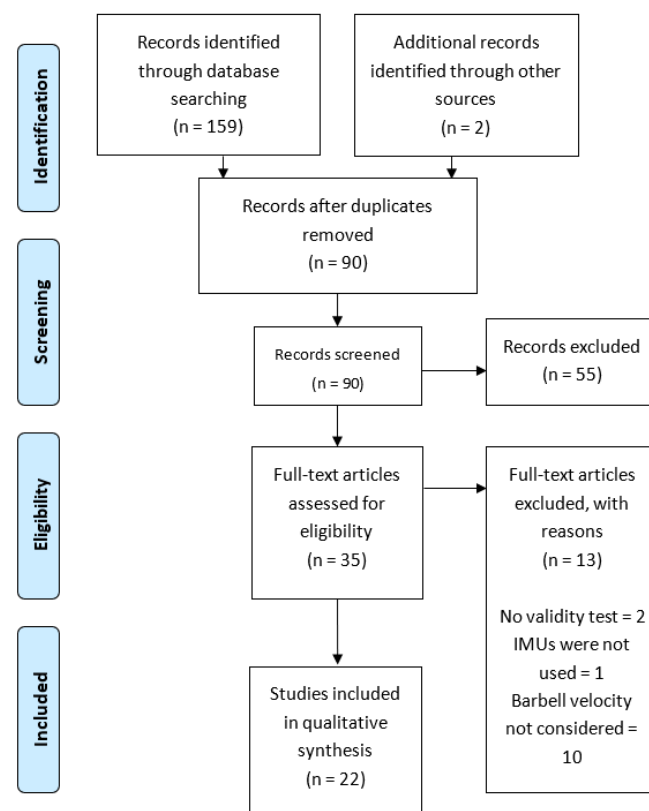 Identification
Records identified
through database
searching
(n = 159)
Additional records
identified through other
sources
(n = 2)
Records after duplicates
removed
(n = 90)
Screening
Records screened
(n = 90)
Records excluded
(n = 55)
Eligibility
Full-text articles
assessed for
eligibility
(n = 35)
Full-text articles
excluded, with
reasons
(n = 13)
No validity test = 2
IMUs were not
used = 1
Barbell velocity
not considered =
10
Included
Studies included
in qualitative
synthesis
(n = 22)